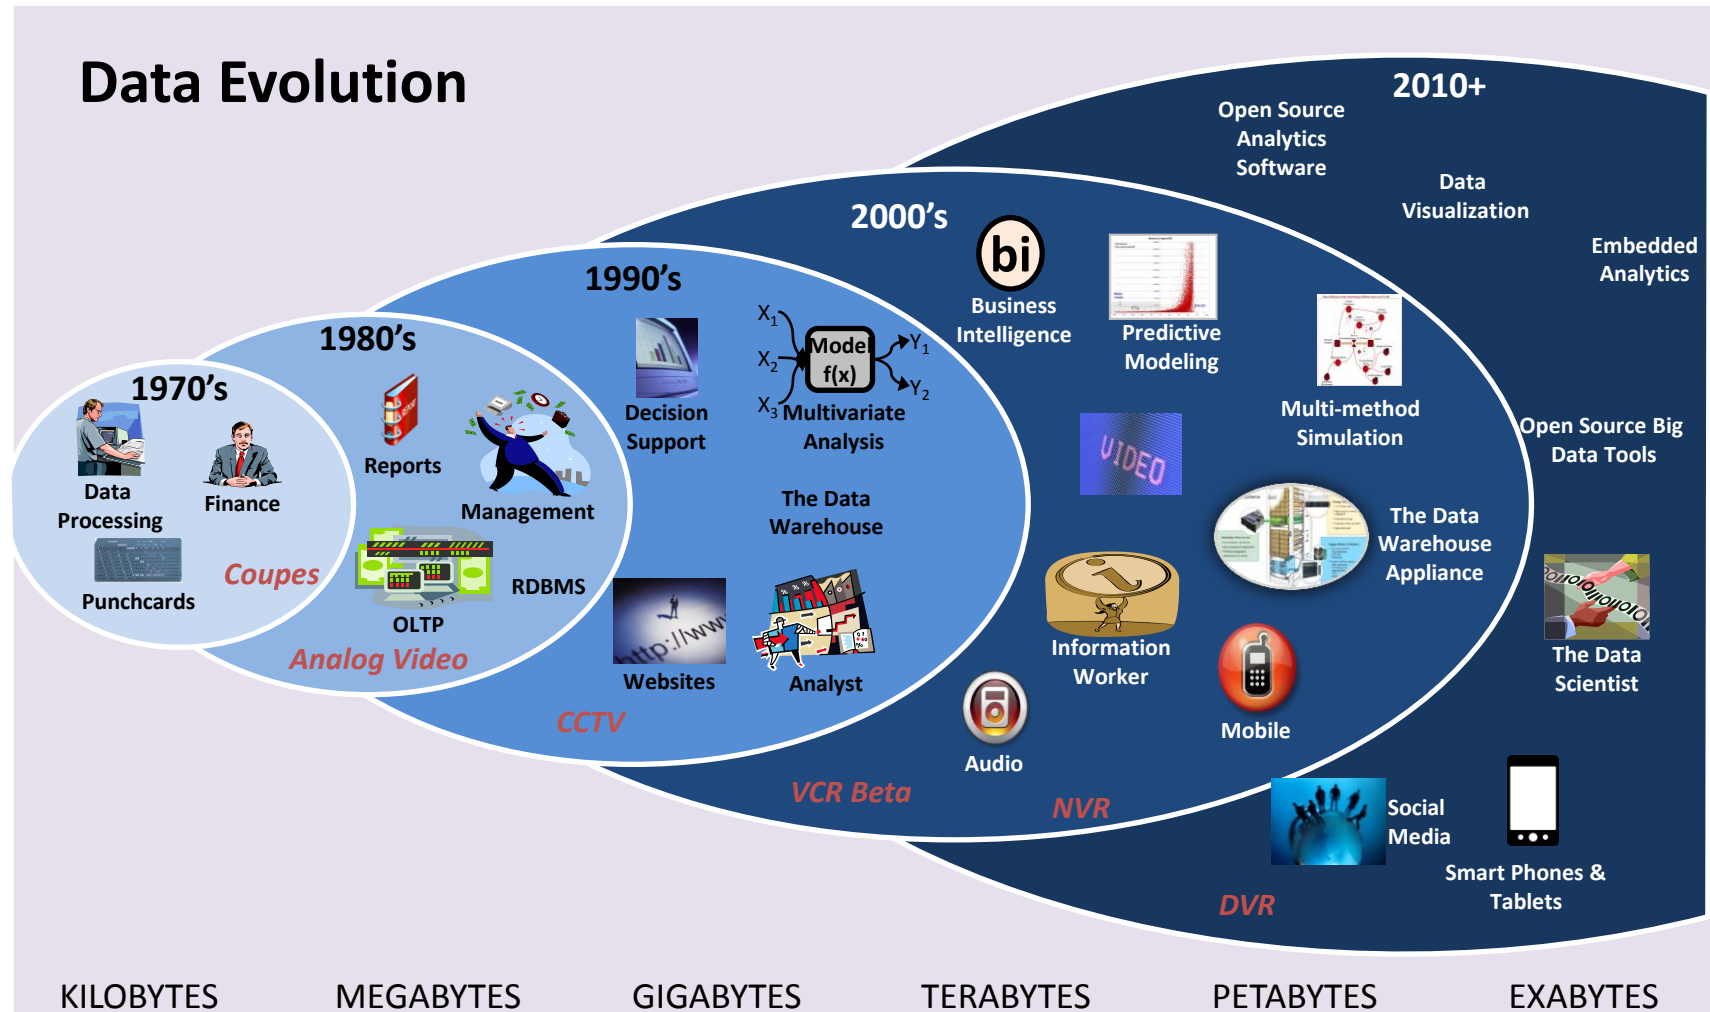 Data Evolution
2010+
Open Source
Analytics
Software
Data
Visualization
Embedded
Analytics
Open Source Big
Data Tools
The Data
Scientist
Social
Media
Smart Phones &
Tablets
DVR
2000's
bi
Business
Intelligence
Predictive
Modeling
Multi-method
Simulation
VIDEO
The Data
Warehouse
Appliance
i
Information
Worker
Mobile
Audio
VCR Beta
NVR
1990's
Decision
Support
X1
X2
X3
Model
f(x)
Y1
Y2
Multivariate
Analysis
The Data
Warehouse
http://www
Websites
Analyst
CCTV
1980's
REPORT
Reports
Management
RDBMS
OLTP
Analog Video
1970's
Data
Processing
Finance
Punchcards
Coupes
KILOBYTES
MEGABYTES
GIGABYTES
TERABYTES
PETABYTES
EXABYTES